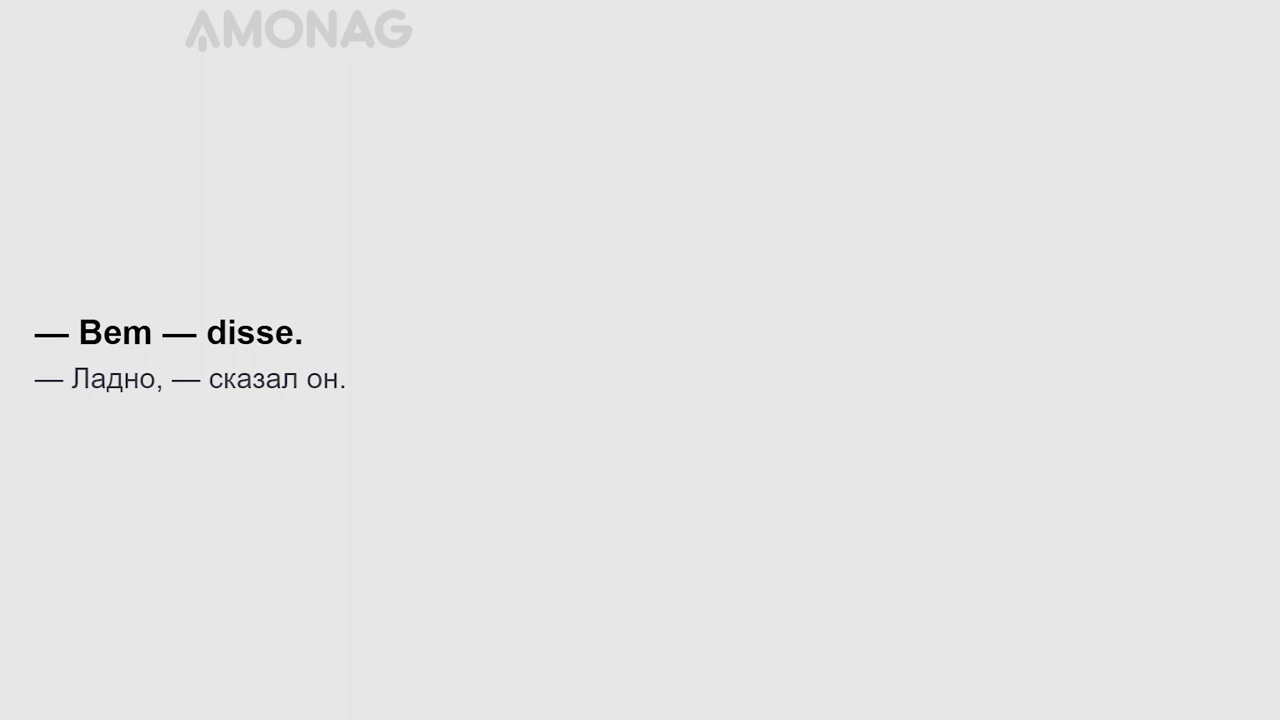 AMONAG
— Bem — disse.
— Ладно, — сказал он.